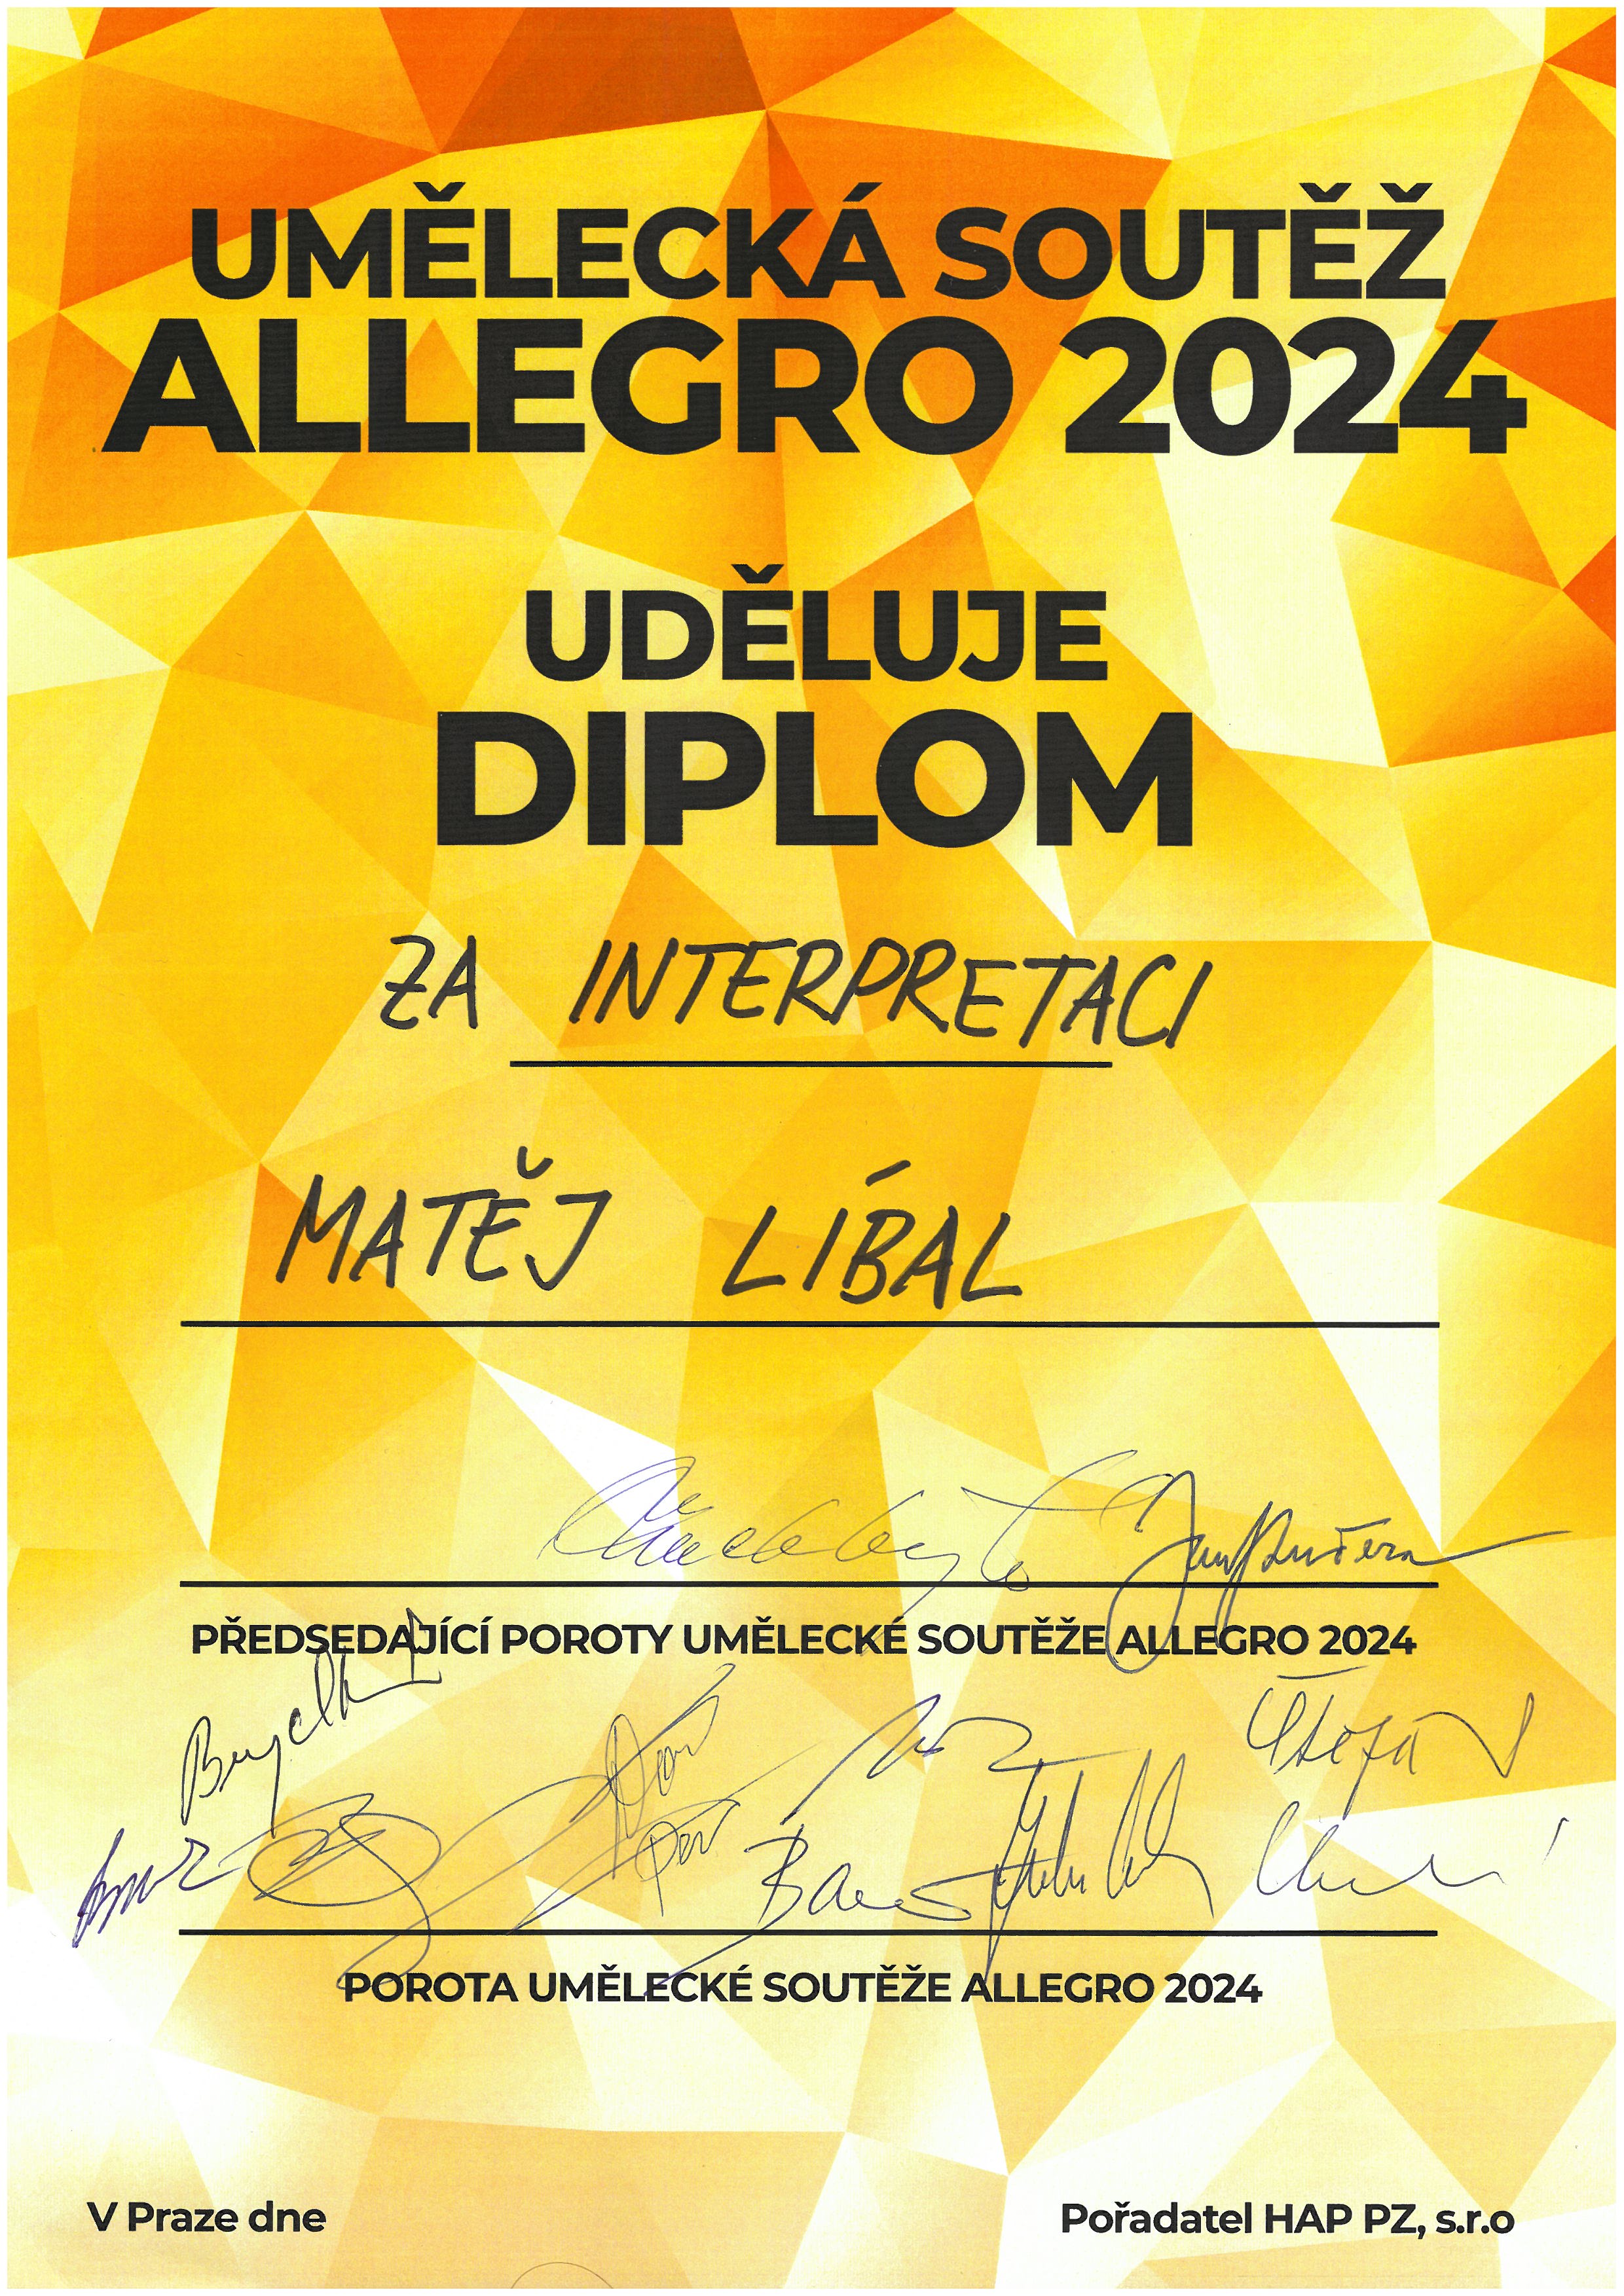 UMĚLECKÁ SOUTĚŽ
ALLEGRO 2024
UDĚLUJE
DIPLOM
ZA INTERPRETACI
MATĚJ LÍBAL
PŘEDSEDAJÍCÍ POROTY UMĚLECKÉ SOUTĚŽE ALLEGRO 2024
POROTA UMĚLECKÉ SOUTĚŽE ALLEGRO 2024
V Praze dne
Pořadatel HAP PZ, s.r.o